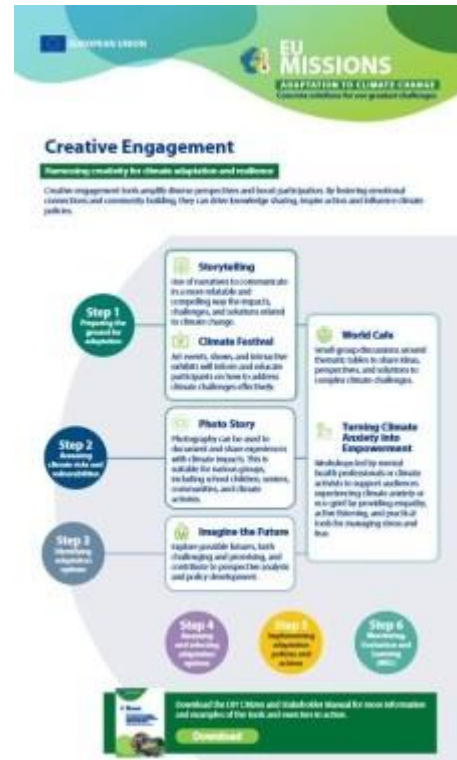 EUROPEAN UNION
EU
MISSIONS
ADAPTATION TO CLIMATE CHANGE
Concrete solutions for our greatest challenges
Creative Engagement
Harnessing creativity for climate adaptation and resilience
Creative engagement tools amplify diverse perspectives and boost participation. By fostering emotional
connections and community building, they can drive knowledge sharing, inspire action and influence climate
policies.
Step 1
Preparing the
ground for
adaptation
Storytelling
Use of narratives to communicate
in a more relatable and
compelling way the impacts,
challenges, and solutions related
to climate change.
Climate Festival
Art events, shows, and interactive
exhibits will inform and educate
participants on how to address
climate challenges effectively.
World Cafe
Small group discussions around
thematic tables to share ideas,
perspectives, and solutions to
complex climate challenges.
Step 2
Assessing
climate risks and
vulnerabilities
Photo Story
Photography can be used to
document and share experiences
with climate impacts. This is
suitable for various groups,
including school children, seniors,
communities, and climate
activists.
Turning Climate
Anxiety into
Empowerment
Workshops led by mental
health professionals or climate
activists to support audiences
experiencing climate anxiety or
eco-grief by providing empathy,
active listening, and practical
tools for managing stress and
fear.
Step 3
Identifying
adaptation
options
Imagine the Future
Explore possible futures, both
challenging and promising, and
contribute to perspective analysis
and policy development.
Step 4
Assessing
and selecting
adaptation
options
Step 5
Implementing
adaptation
policies and
actions
Step 6
Monitoring,
Evaluation and
Learning
(MEL)
Download the DIY Citizen and Stakeholder Manual for more information
and examples of the tools and exercises in action.
Download